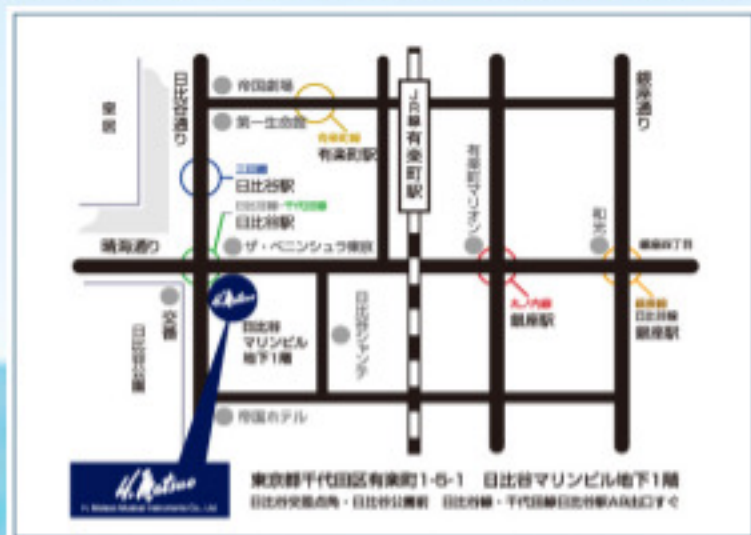 日比谷通り
帝国劇場
第一生命館
皇居
有楽町線
有楽町駅
JR線有楽町駅
銀座通り
三田線
日比谷駅
日比谷線・千代田線
日比谷駅
有楽町マリオン
和光
晴海通り
ザ・ペニンシュラ東京
銀座四丁目
交番
日比谷公園
H. Matsuo
日比谷
マリンビル
地下1階
日比谷シャンテ
丸ノ内線
銀座駅
銀座線
日比谷線
銀座駅
帝国ホテル
H. Matsuo
H. Matsuo Musical Instruments Co., Ltd
東京都千代田区有楽町1-5-1 日比谷マリンビル地下1階
日比谷交差点角・日比谷公園前 日比谷線・千代田線日比谷駅A5出口すぐ